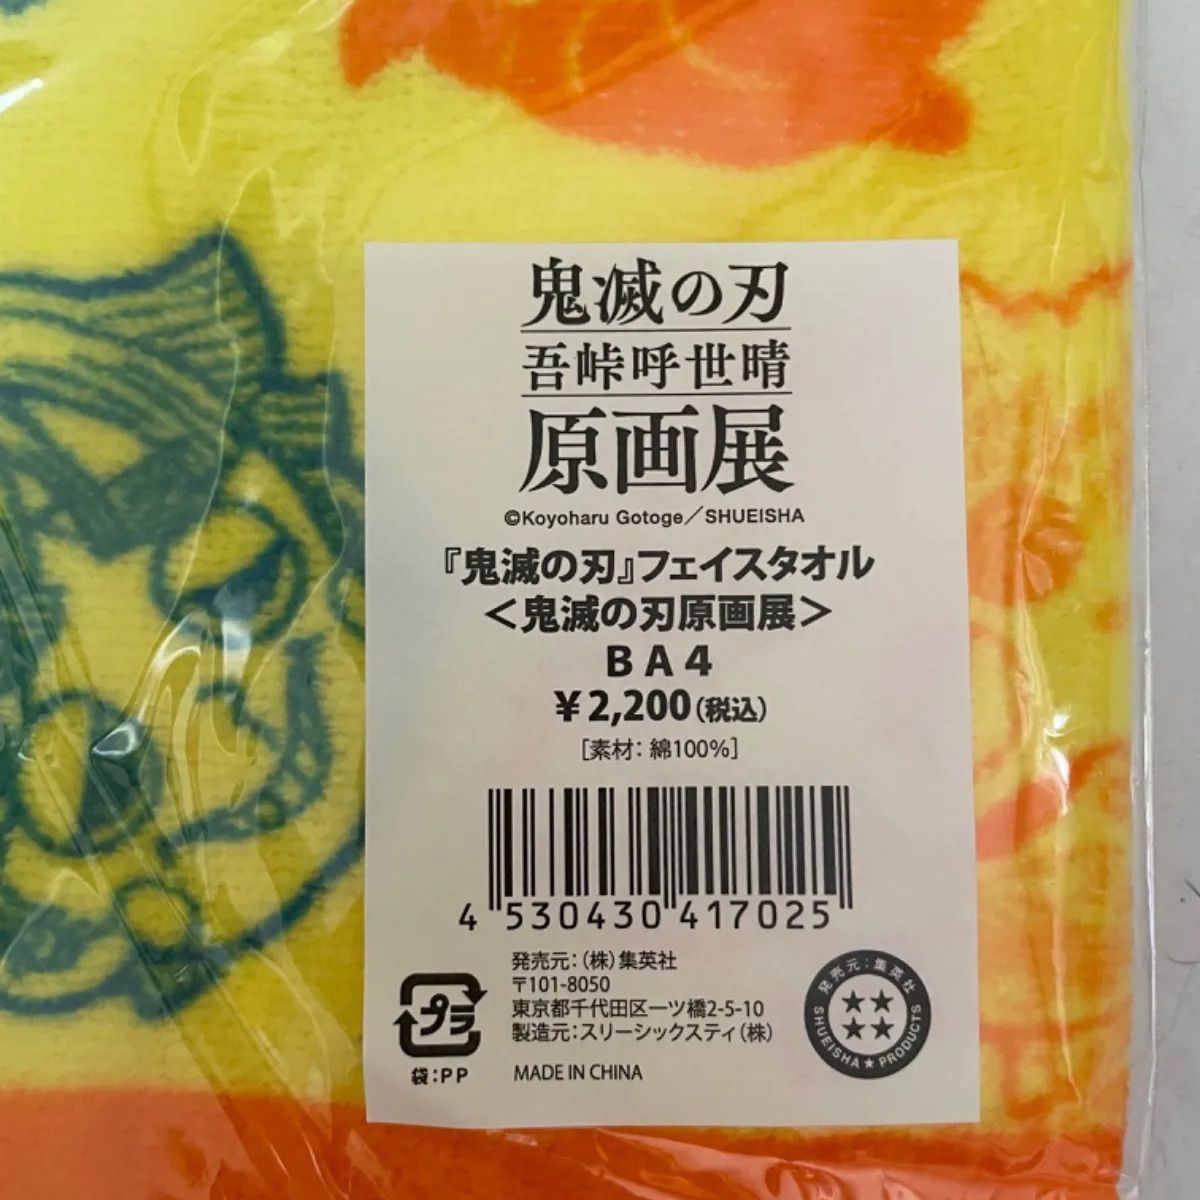 鬼滅の刃
吾峠呼世晴
原画展
©Koyoharu Gotoge／SHUEISHA
『鬼滅の刃』フェイスタオル
＜鬼滅の刃原画展＞
ＢＡ４
￥2,200(税込)
［素材：綿100%］
4 530430 417025
発売元：（株）集英社
〒101-8050
東京都千代田区一ツ橋2-5-10
製造元：スリーシックスティ（株）
プラ
袋：ＰＰ
MADE IN CHINA
発売元：集英社
SHUEISHA★PRODUCTS